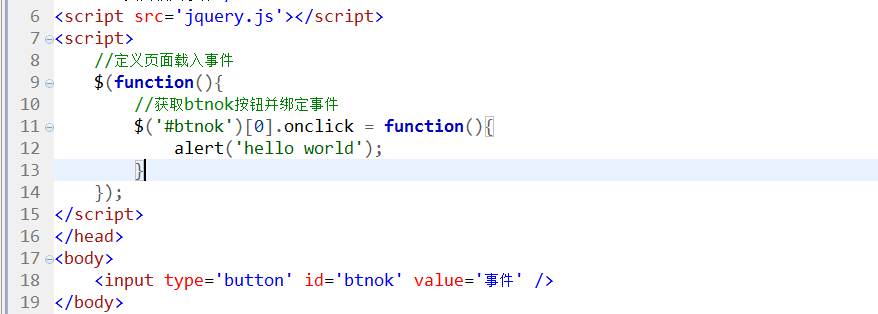 6 <script src='jquery.js'></script>
7 <script>
8 //定义页面载入事件
9 $(function(){
10 //获取btnok按钮并绑定事件
11 $('#btnok')[0].onclick = function(){
12 alert('hello world');
13 }
14 });
15 </script>
16 </head>
17 <body>
18 <input type='button' id='btnok' value='事件' />
19 </body>